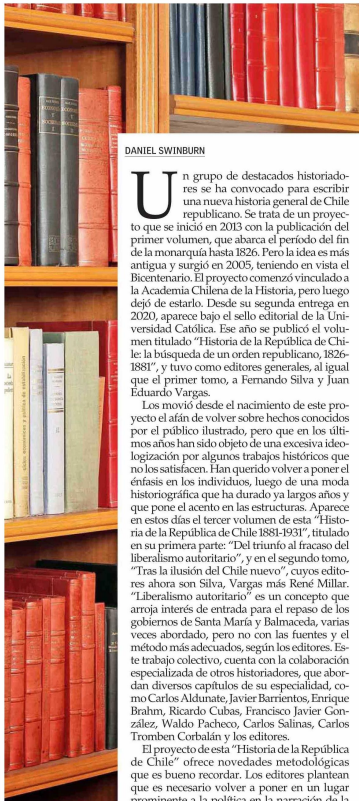 DANIEL SWINBURN
Un grupo de destacados historiado-
res se ha convocado para escribir
una nueva historia general de Chile
republicano. Se trata de un proyec-
to que se inició en 2013 con la publicación del
primer volumen, que abarca el período del fin
de la monarquía hasta 1826. Pero la idea es más
antigua y surgió en 2005, teniendo en vista el
Bicentenario. El proyecto comenzó vinculado a
la Academia Chilena de la Historia, pero luego
dejó de estarlo. Desde su segunda entrega en
2020, aparece bajo el sello editorial de la Uni-
versidad Católica. Ese año se publicó el volu-
men titulado “Historia de la República de Chi-
le: la búsqueda de un orden republicano, 1826-
1881”, y tuvo como editores generales, al igual
que el primer tomo, a Fernando Silva y Juan
Eduardo Vargas.
Los movió desde el nacimiento de este pro-
yecto el afán de volver sobre hechos conocidos
por el público ilustrado, pero que en los últi-
mos años han sido objeto de una excesiva ideo-
logización por algunos trabajos históricos que
no los satisfacen. Han querido volver a poner el
énfasis en los individuos, luego de una moda
historiográfica que ha durado ya largos años y
que pone el acento en las estructuras. Aparece
en estos días el tercer volumen de esta “Histo-
ria de la República de Chile 1881-1931”, titulado
en su primera parte: “Del triunfo al fracaso del
liberalismo autoritario”, y en el segundo tomo,
“Tras la ilusión del Chile nuevo”, cuyos edito-
res ahora son Silva, Vargas más René Millar.
“Liberalismo autoritario” es un concepto que
arroja interés de entrada para el repaso de los
gobiernos de Santa María y Balmaceda, varias
veces abordado, pero no con las fuentes y el
método más adecuados, según los editores. Es-
te trabajo colectivo, cuenta con la colaboración
especializada de otros historiadores, que abor-
dan diversos capítulos de su especialidad, co-
mo Carlos Aldunate, Javier Barrientos, Enrique
Brahm, Ricardo Cubas, Francisco Javier Gon-
zález, Waldo Pacheco, Carlos Salinas, Carlos
Tromben Corbalán y los editores.
El proyecto de esta “Historia de la República
de Chile” ofrece novedades metodológicas
que es bueno recordar. Los editores plantean
que es necesario volver a poner en un lugar
prominente a la política en la narración de la